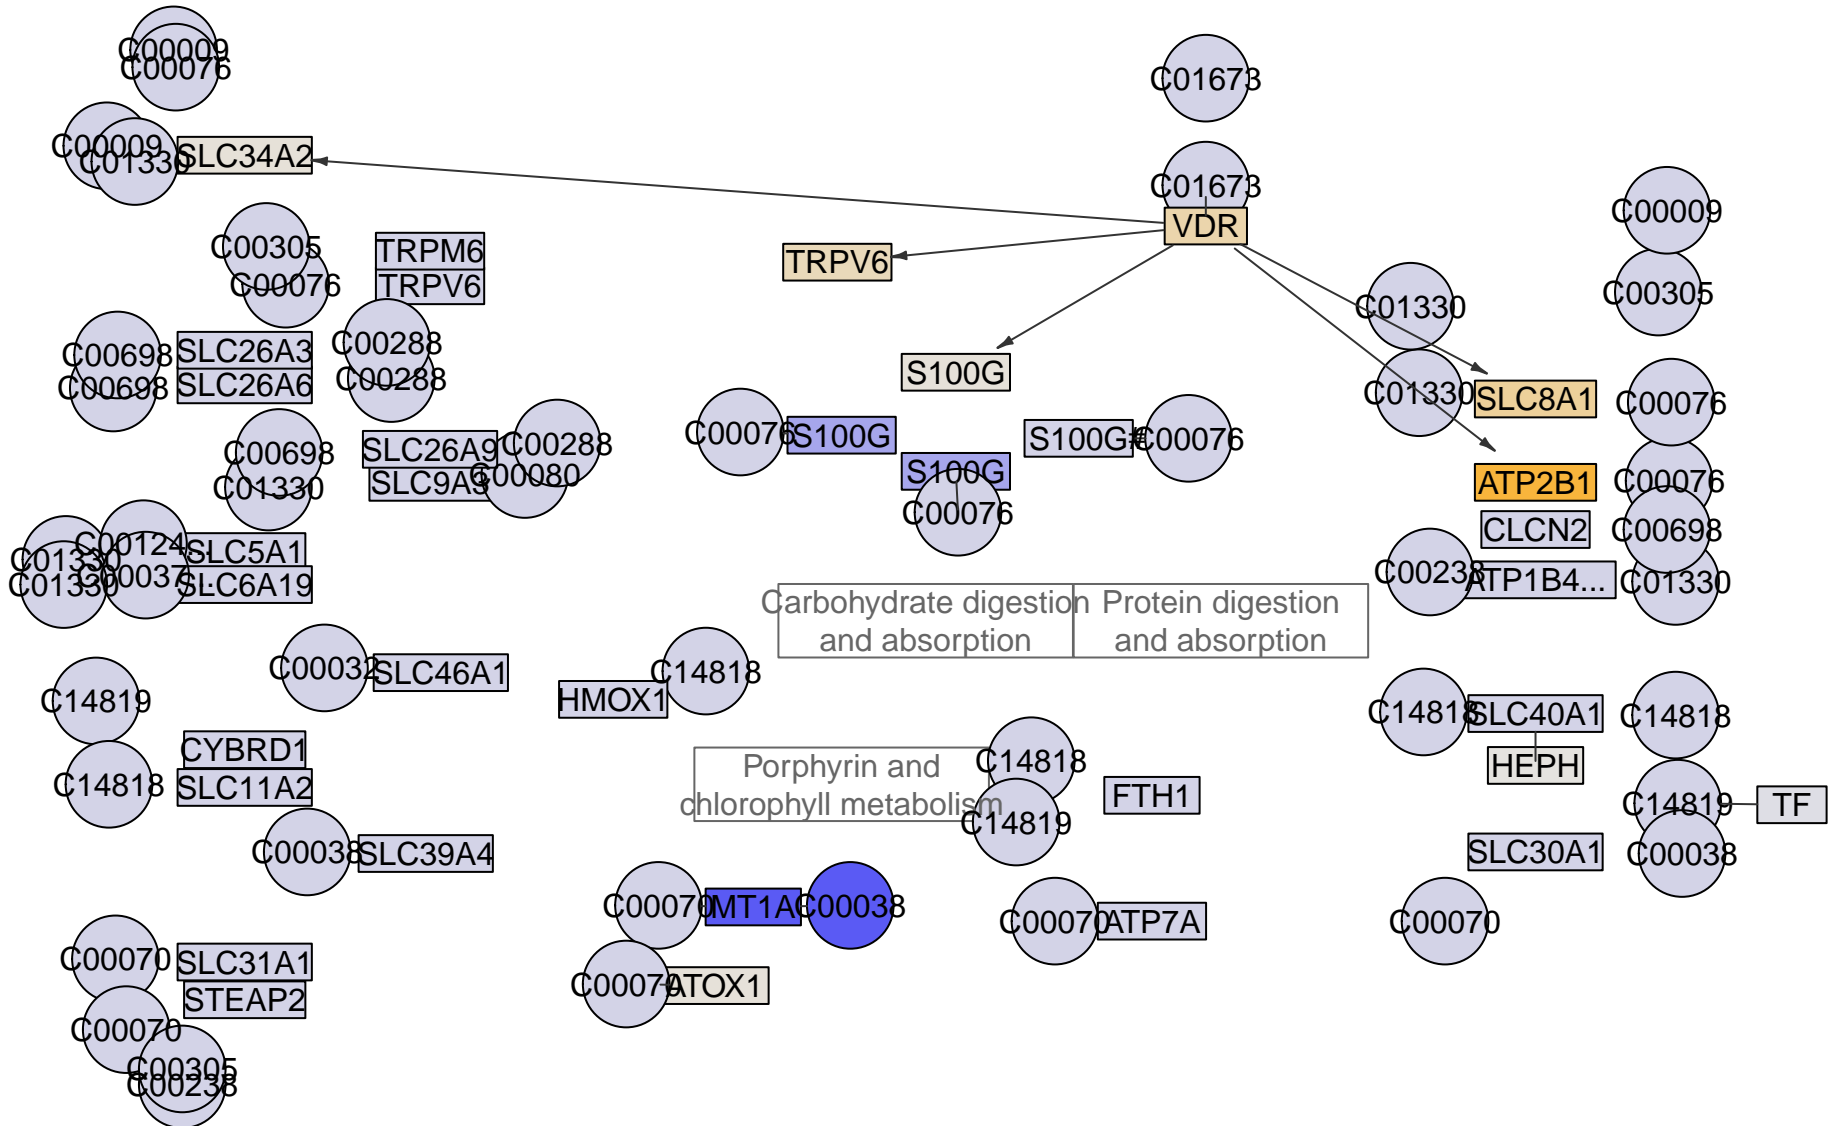 C00009
C00076
C01673
C00009
C01330
SLC34A2
C01673
VDR
C00009
C00305
C00076
TRPM6
TRPV6
TRPV6
C01330
C00305
C00698
C00698
SLC26A3
SLC26A6
C00288
C00288
S100G
C01330
SLC8A1
C00076
C00698
C01330
SLC26A9
SLC9A3
C00288
C00080
C00076
S100G
S100G
C00076
S100G#
C00076
ATP2B1
C00076
CLCN2
C00698
C01330
C01330
C00124...
C00037...
SLC5A1
SLC6A19
C00238
ATP1B4...
C01330
Carbohydrate digestion
and absorption
Protein digestion
and absorption
C00032
SLC46A1
HMOX1
C14818
C14819
C14818
CYBRD1
SLC11A2
C14818
SLC40A1
HEPH
C14818
Porphyrin and
chlorophyll metabolism
C14818
C14819
FTH1
C14819
TF
C00038
SLC39A4
SLC30A1
C00038
C00070
MT1A
C00038
C00070
ATP7A
C00070
C00070
ATOX1
C00070
SLC31A1
STEAP2
C00070
C00305
C00238